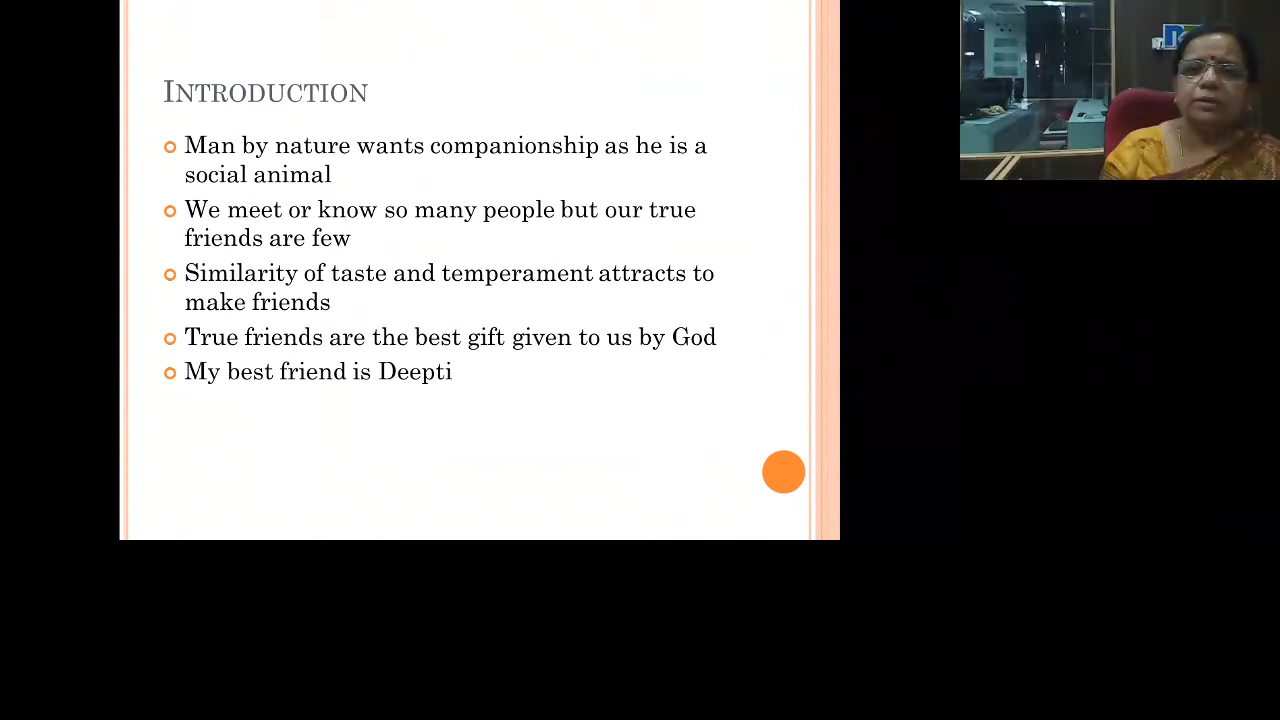 INTRODUCTION
Man by nature wants companionship as he is a
social animal
We meet or know so many people but our true
friends are few
Similarity of taste and temperament attracts to
make friends
True friends are the best gift given to us by God
My best friend is Deepti